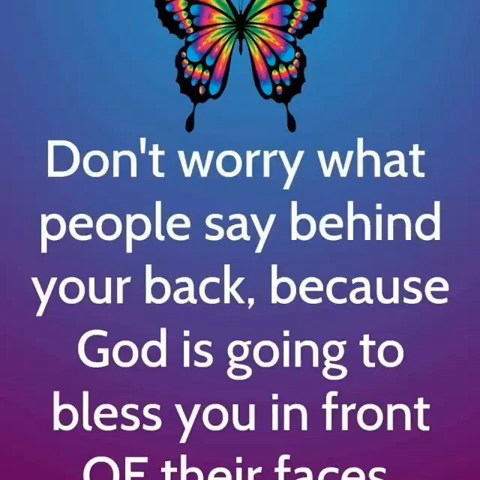 Don't worry what
people say behind
your back, because
God is going to
bless you in front
OF their faces